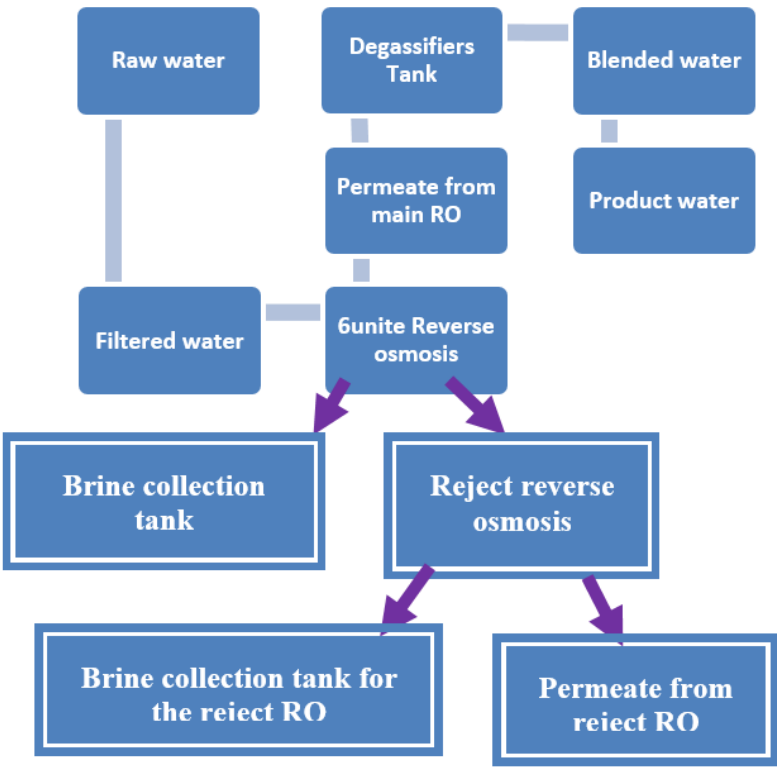 Raw water
Degassifiers
Tank
Blended water
Permeate from
main RO
Product water
Filtered water
6unite Reverse
osmosis
Brine collection
tank
Reject reverse
osmosis
Brine collection tank for
the reject RO
Permeate from
reject RO